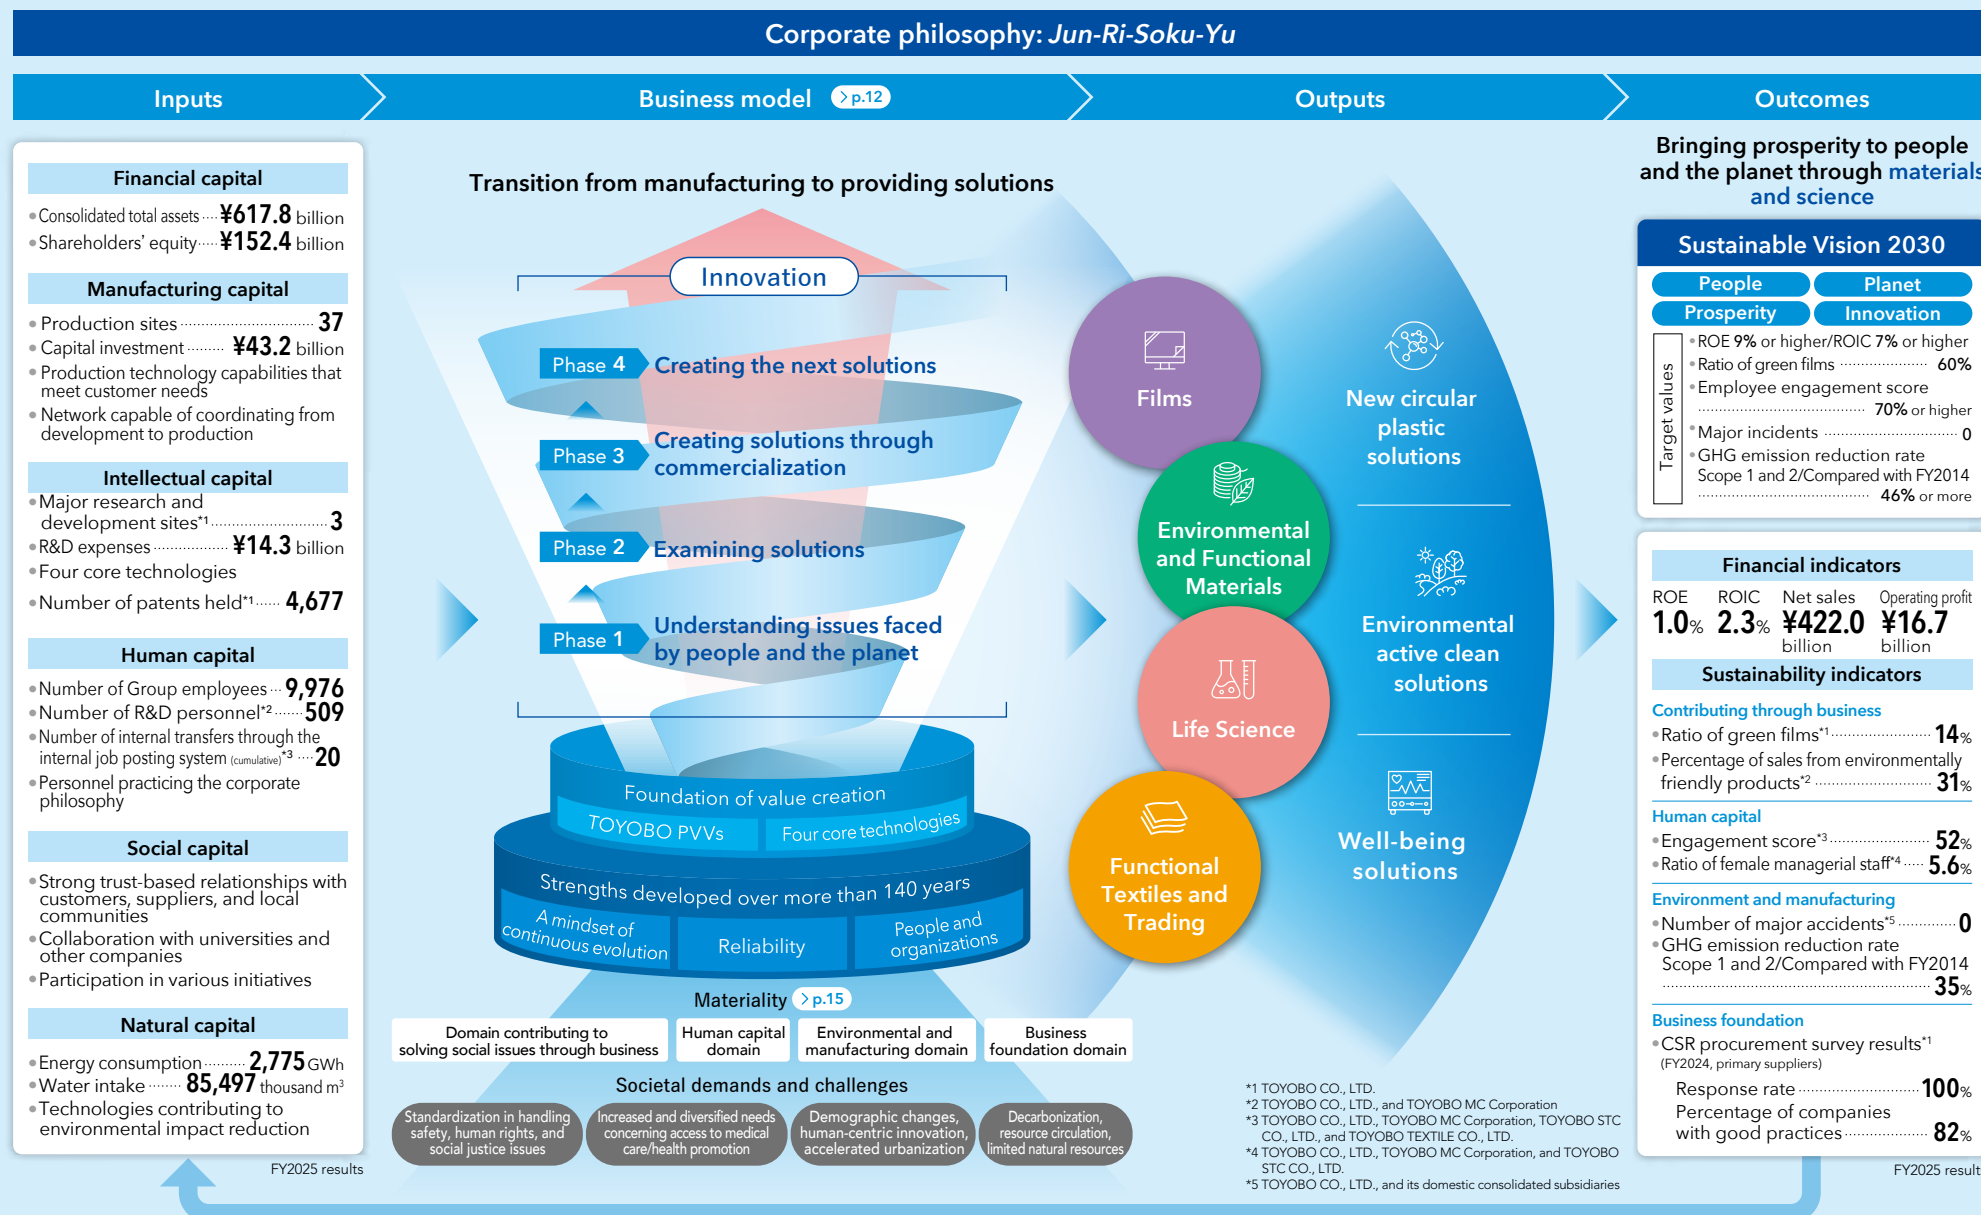 Corporate philosophy: Jun-Ri-Soku-Yu
Inputs
Business model
p.12
Outputs
Outcomes
Financial capital
•Consolidated total assets ···· ¥617.8 billion
•Shareholders' equity ····· ¥152.4 billion
Manufacturing capital
•Production sites ································ 37
•Capital investment ········· ¥43.2 billion
•Production technology capabilities that
meet customer needs
•Network capable of coordinating from
development to production
Intellectual capital
•Major research and
development sites*1 ···························· 3
•R&D expenses ·················· ¥14.3 billion
•Four core technologies
•Number of patents held*1 ······ 4,677
Human capital
•Number of Group employees ··· 9,976
•Number of R&D personnel*2 ······· 509
•Number of internal transfers through the
internal job posting system (cumulative)*3 ···· 20
•Personnel practicing the corporate
philosophy
Social capital
•Strong trust-based relationships with
customers, suppliers, and local
communities
•Collaboration with universities and
other companies
•Participation in various initiatives
Natural capital
•Energy consumption ·········· 2,775 GWh
•Water intake ········ 85,497 thousand m3
•Technologies contributing to
environmental impact reduction
FY2025 results
Transition from manufacturing to providing solutions
Innovation
Phase 4 Creating the next solutions
Phase 3 Creating solutions through
commercialization
Phase 2 Examining solutions
Phase 1 Understanding issues faced
by people and the planet
Foundation of value creation
TOYOBO PVVs
Four core technologies
Strengths developed over more than 140 years
A mindset of
continuous evolution
Reliability
People and
organizations
Materiality
p.15
Domain contributing to
solving social issues through business
Human capital
domain
Environmental and
manufacturing domain
Business
foundation domain
Societal demands and challenges
Standardization in handling
safety, human rights, and
social justice issues
Increased and diversified needs
concerning access to medical
care/health promotion
Demographic changes,
human-centric innovation,
accelerated urbanization
Decarbonization,
resource circulation,
limited natural resources
Films
Environmental
and Functional
Materials
Life Science
Functional
Textiles and
Trading
New circular
plastic
solutions
Environmental
active clean
solutions
Well-being
solutions
*1 TOYOBO CO., LTD.
*2 TOYOBO CO., LTD., and TOYOBO MC Corporation
*3 TOYOBO CO., LTD., TOYOBO MC Corporation, TOYOBO STC
CO., LTD., and TOYOBO TEXTILE CO., LTD.
*4 TOYOBO CO., LTD., TOYOBO MC Corporation, and TOYOBO
STC CO., LTD.
*5 TOYOBO CO., LTD., and its domestic consolidated subsidiaries
Bringing prosperity to people
and the planet through materials
and science
Sustainable Vision 2030
People
Planet
Prosperity
Innovation
Target values
•ROE 9% or higher/ROIC 7% or higher
•Ratio of green films ····················· 60%
•Employee engagement score
········································ 70% or higher
•Major incidents ································ 0
•GHG emission reduction rate
Scope 1 and 2/Compared with FY2014
········································· 46% or more
Financial indicators
ROE
1.0%
ROIC
2.3%
Net sales
¥422.0
billion
Operating profit
¥16.7
billion
Sustainability indicators
Contributing through business
•Ratio of green films*1 ························ 14%
•Percentage of sales from environmentally
friendly products*2 ···························· 31%
Human capital
•Engagement score*3 ························ 52%
•Ratio of female managerial staff*4 ····· 5.6%
Environment and manufacturing
•Number of major accidents*5 ·············· 0
•GHG emission reduction rate
Scope 1 and 2/Compared with FY2014
································································ 35%
Business foundation
•CSR procurement survey results*1
(FY2024, primary suppliers)
Response rate ····························· 100%
Percentage of companies
with good practices ···················· 82%
FY2025 result